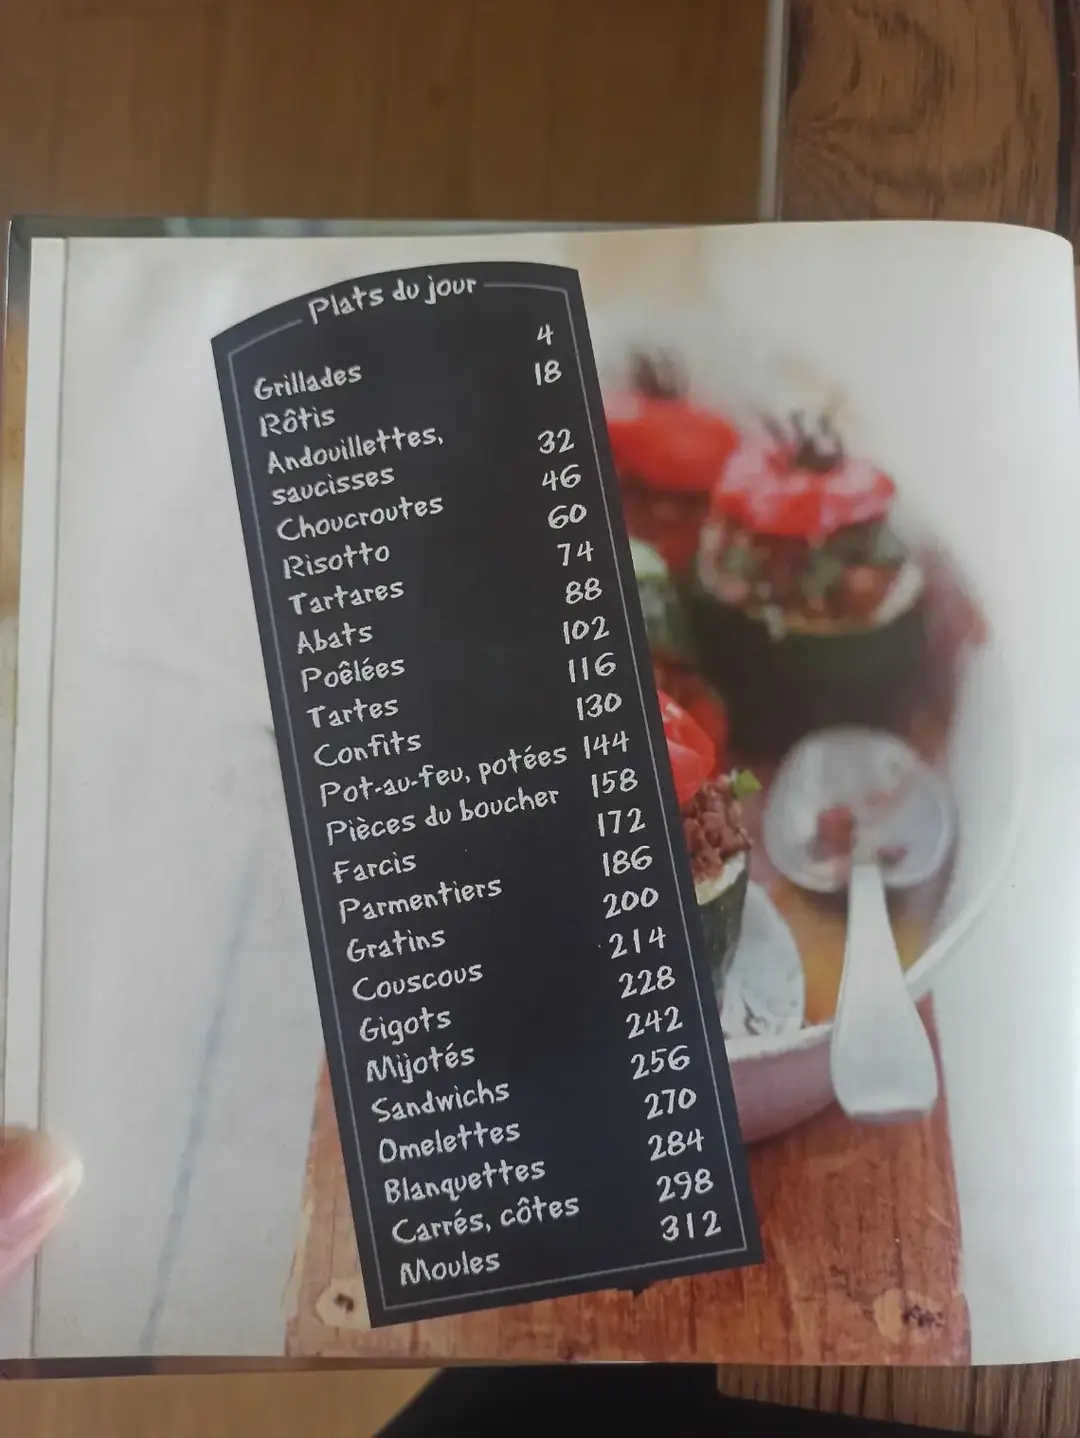 Plats du jour
Grillades 4
Rôtis 18
Andouillettes,
saucisses 32
Choucroutes 46
Risotto 60
Tartares 74
Abats 88
Poêlées 102
Tartes 116
Confits 130
Pot-au-feu, potées 144
Pièces du boucher 158
Farcis 172
Parmentiers 186
Gratins 200
Couscous 214
Gigots 228
Mijotés 242
Sandwichs 256
Omelettes 270
Blanquettes 284
Carrés, côtes 298
Moules 312